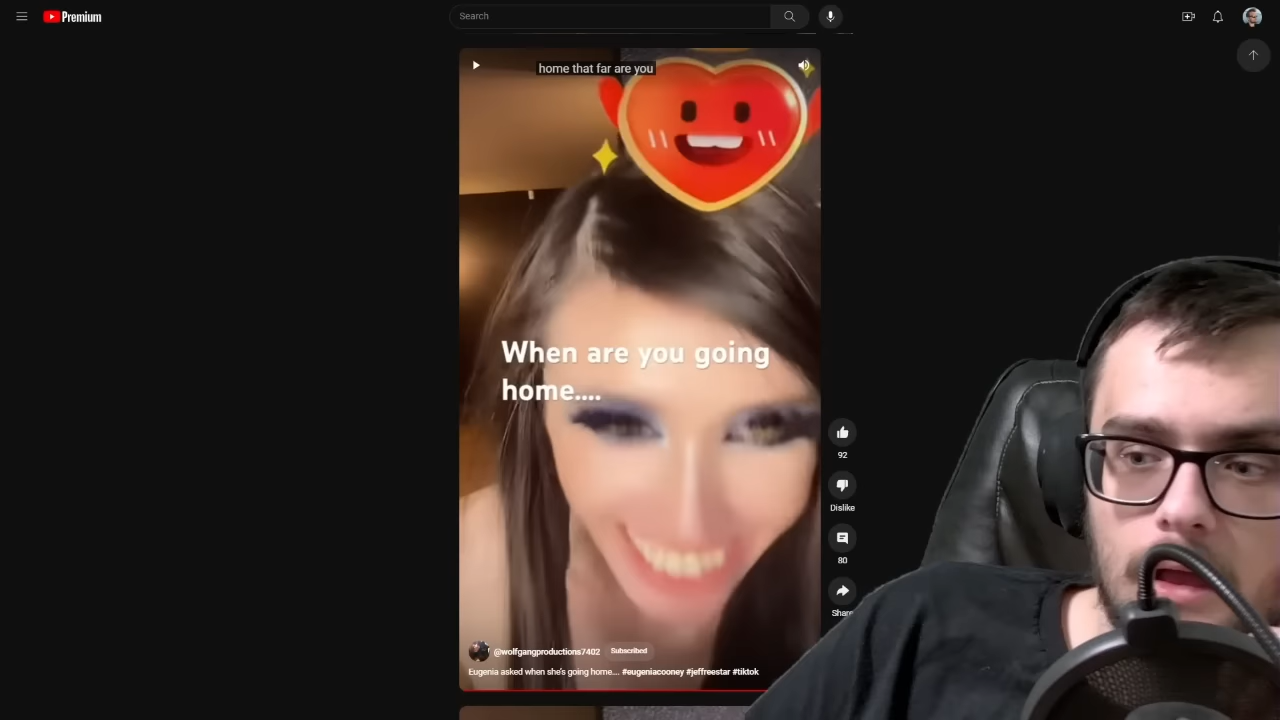 Premium
Search
home that far are you
When are you going
home....
92
Dislike
80
Share
@wolfgangproductions7402 Subscribed
Eugenia asked when she's going home... #eugeniacooney #jeffreestar #tiktok